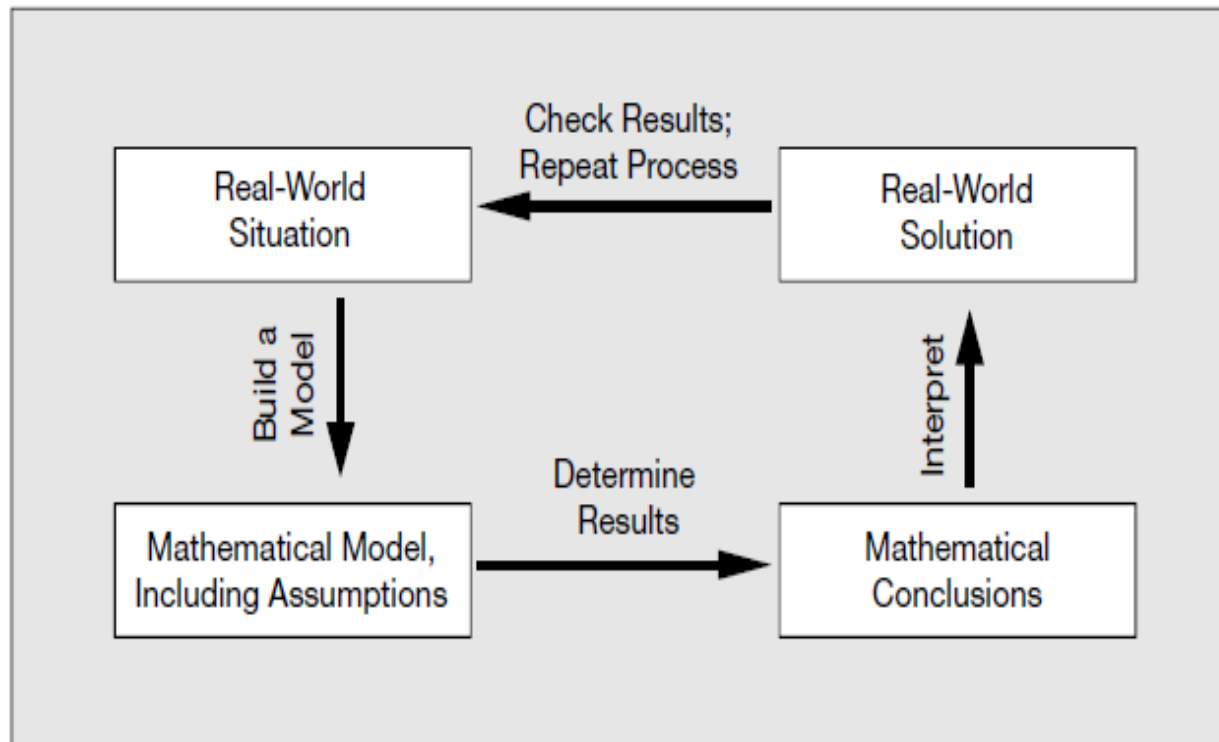 Check Results;
Repeat Process
Real-World
Situation
Real-World
Solution
Build a
Model
Interpret
Determine
Results
Mathematical Model,
Including Assumptions
Mathematical
Conclusions